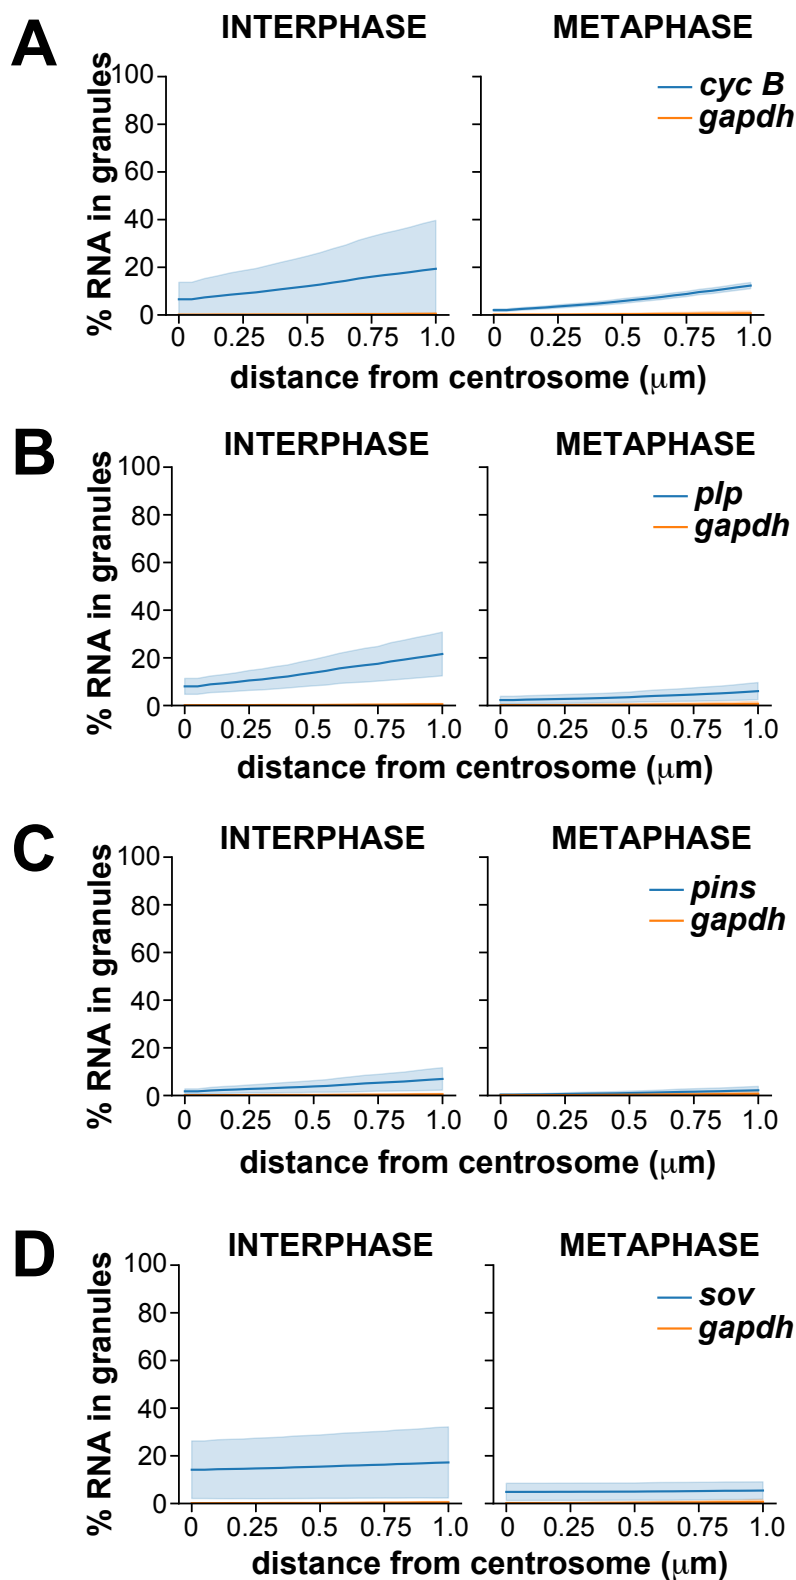 A
INTERPHASE METAPHASE
% RNA in granules
100
80
60
40
20
0
cyc B
gapdh
0 0.25 0.5 0.75 1.0 0 0.25 0.5 0.75 1.0
distance from centrosome (μm)
B
INTERPHASE METAPHASE
% RNA in granules
100
80
60
40
20
0
plp
gapdh
0 0.25 0.5 0.75 1.0 0 0.25 0.5 0.75 1.0
distance from centrosome (μm)
C
INTERPHASE METAPHASE
% RNA in granules
100
80
60
40
20
0
pins
gapdh
0 0.25 0.5 0.75 1.0 0 0.25 0.5 0.75 1.0
distance from centrosome (μm)
D
INTERPHASE METAPHASE
% RNA in granules
100
80
60
40
20
0
sov
gapdh
0 0.25 0.5 0.75 1.0 0 0.25 0.5 0.75 1.0
distance from centrosome (μm)